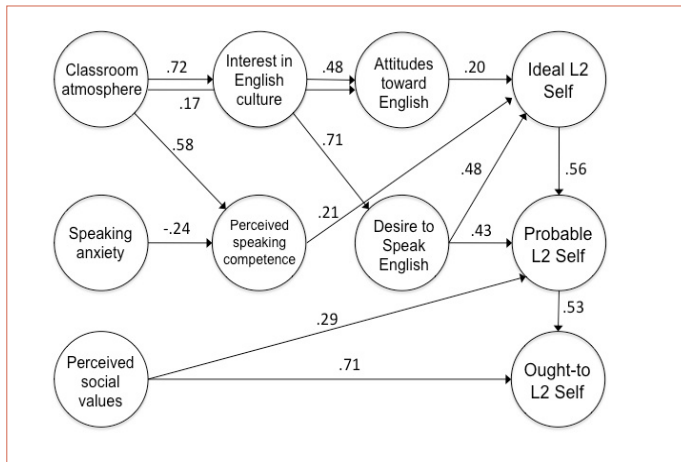 Classroom
atmosphere
.72
.17
Interest in
English
culture
.48
Attitudes
toward
English
.20
Ideal L2
Self
.58
.71
.48
.56
Speaking
anxiety
-.24
Perceived
speaking
competence
.21
Desire to
Speak
English
.43
Probable
L2 Self
.29
.53
Perceived
social
values
.71
Ought-to
L2 Self